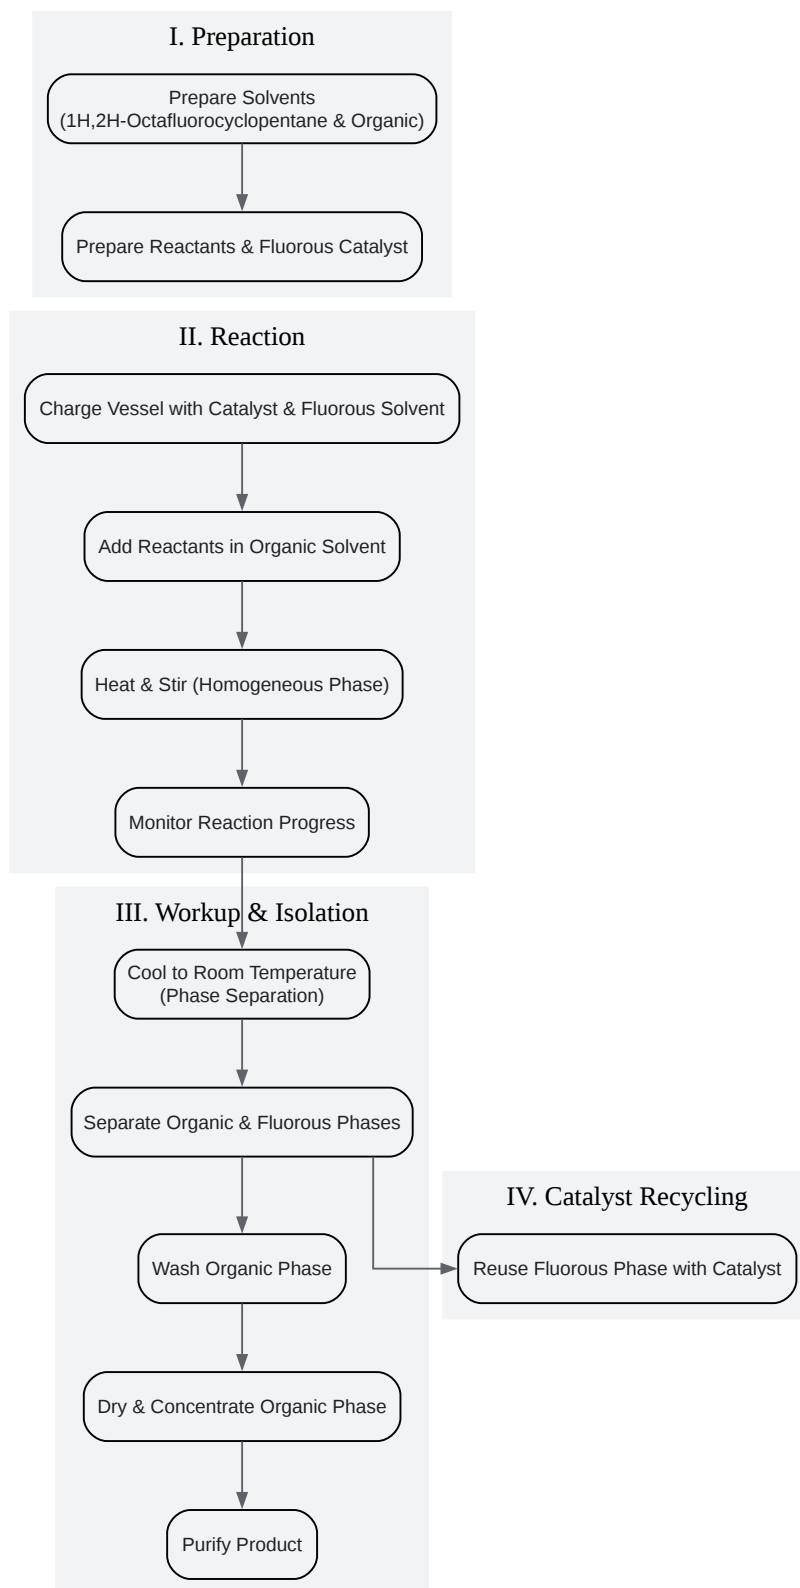 I. Preparation
Prepare Solvents
(1H,2H-Octafluorocyclopentane & Organic)
Prepare Reactants & Fluorous Catalyst
II. Reaction
Charge Vessel with Catalyst & Fluorous Solvent
Add Reactants in Organic Solvent
Heat & Stir (Homogeneous Phase)
Monitor Reaction Progress
III. Workup & Isolation
Cool to Room Temperature
(Phase Separation)
Separate Organic & Fluorous Phases
Wash Organic Phase
Dry & Concentrate Organic Phase
Purify Product
IV. Catalyst Recycling
Reuse Fluorous Phase with Catalyst